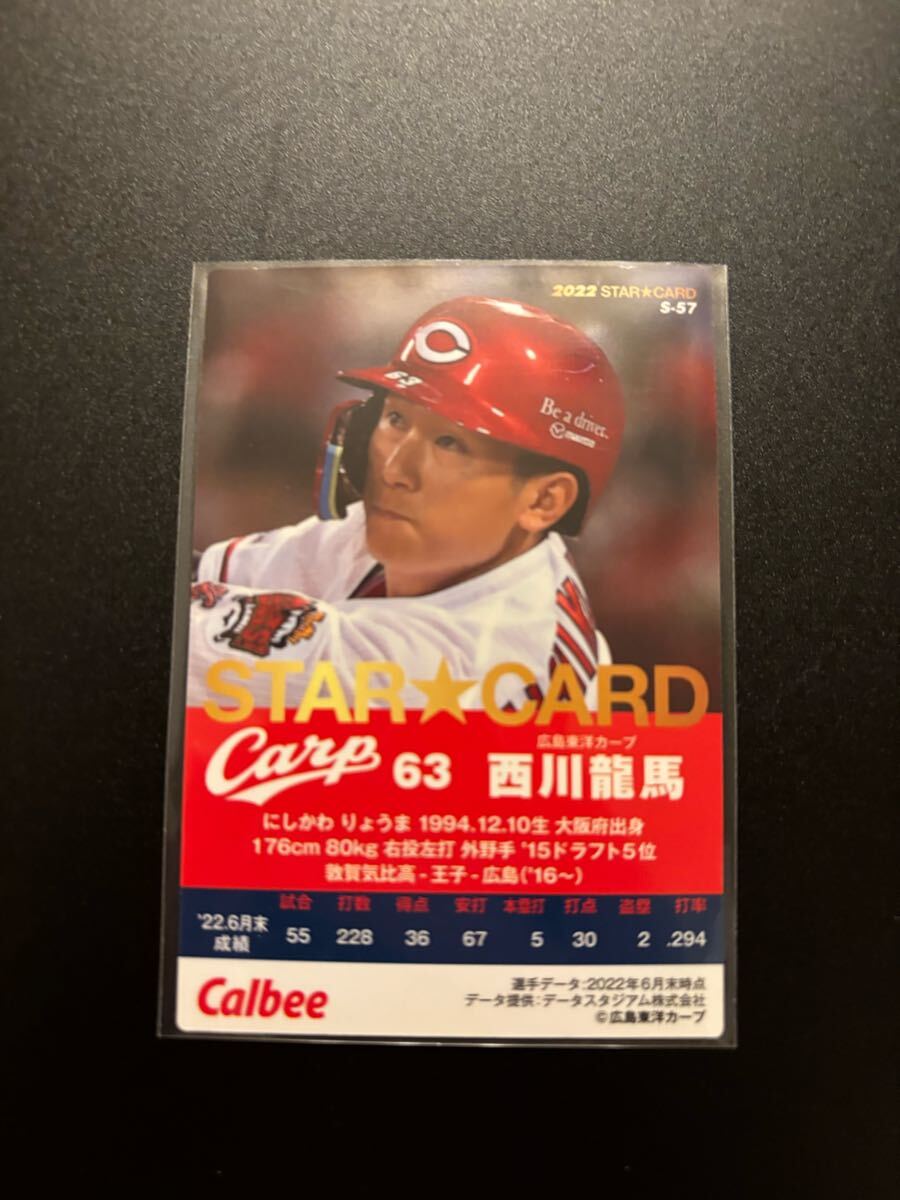 2022 STAR★CARD
S-57
63
Be a driver.
mazda
STAR★CARD
広島東洋カープ
Carp 63 西川龍馬
にしかわ りょうま 1994.12.10生 大阪府出身
176cm 80kg 右投左打 外野手 '15ドラフト5位
敦賀気比高 - 王子 - 広島('16〜)
試合 打数 得点 安打 本塁打 打点 盗塁 打率
'22.6月末成績 55 228 36 67 5 30 2 .294
Calbee
選手データ:2022年6月末時点
データ提供:データスタジアム株式会社
©広島東洋カープ